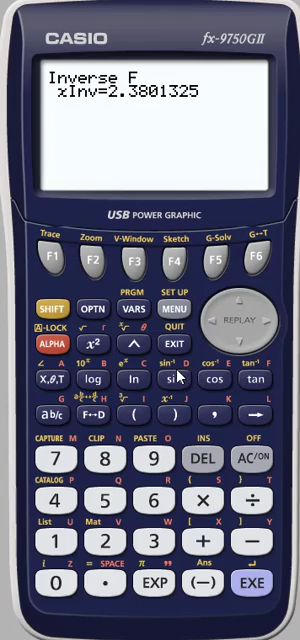 CASIO fx-9750GII
Inverse F
xInv=2.3801325
USB POWER GRAPHIC
Trace Zoom V-Window Sketch G-Solv G↔T
F1 F2 F3 F4 F5 F6
PRGM SET UP
SHIFT OPTN VARS MENU REPLAY
A-LOCK √ r ˣ√ θ QUIT
ALPHA x² ^ EXIT
∠ A 10ˣ B eˣ C sin⁻¹ D cos⁻¹ E tan⁻¹ F
X,θ,T log ln sin cos tan
G H ³√ I x⁻¹ J K L
ab/c F↔D ( ) , →
CAPTURE M CLIP N PASTE O INS OFF
7 8 9 DEL AC/ON
CATALOG P Q R { S } T
4 5 6 × ÷
List U Mat V W [ X ] Y
1 2 3 + −
i Z = SPACE π " Ans ↵
0 . EXP (−) EXE